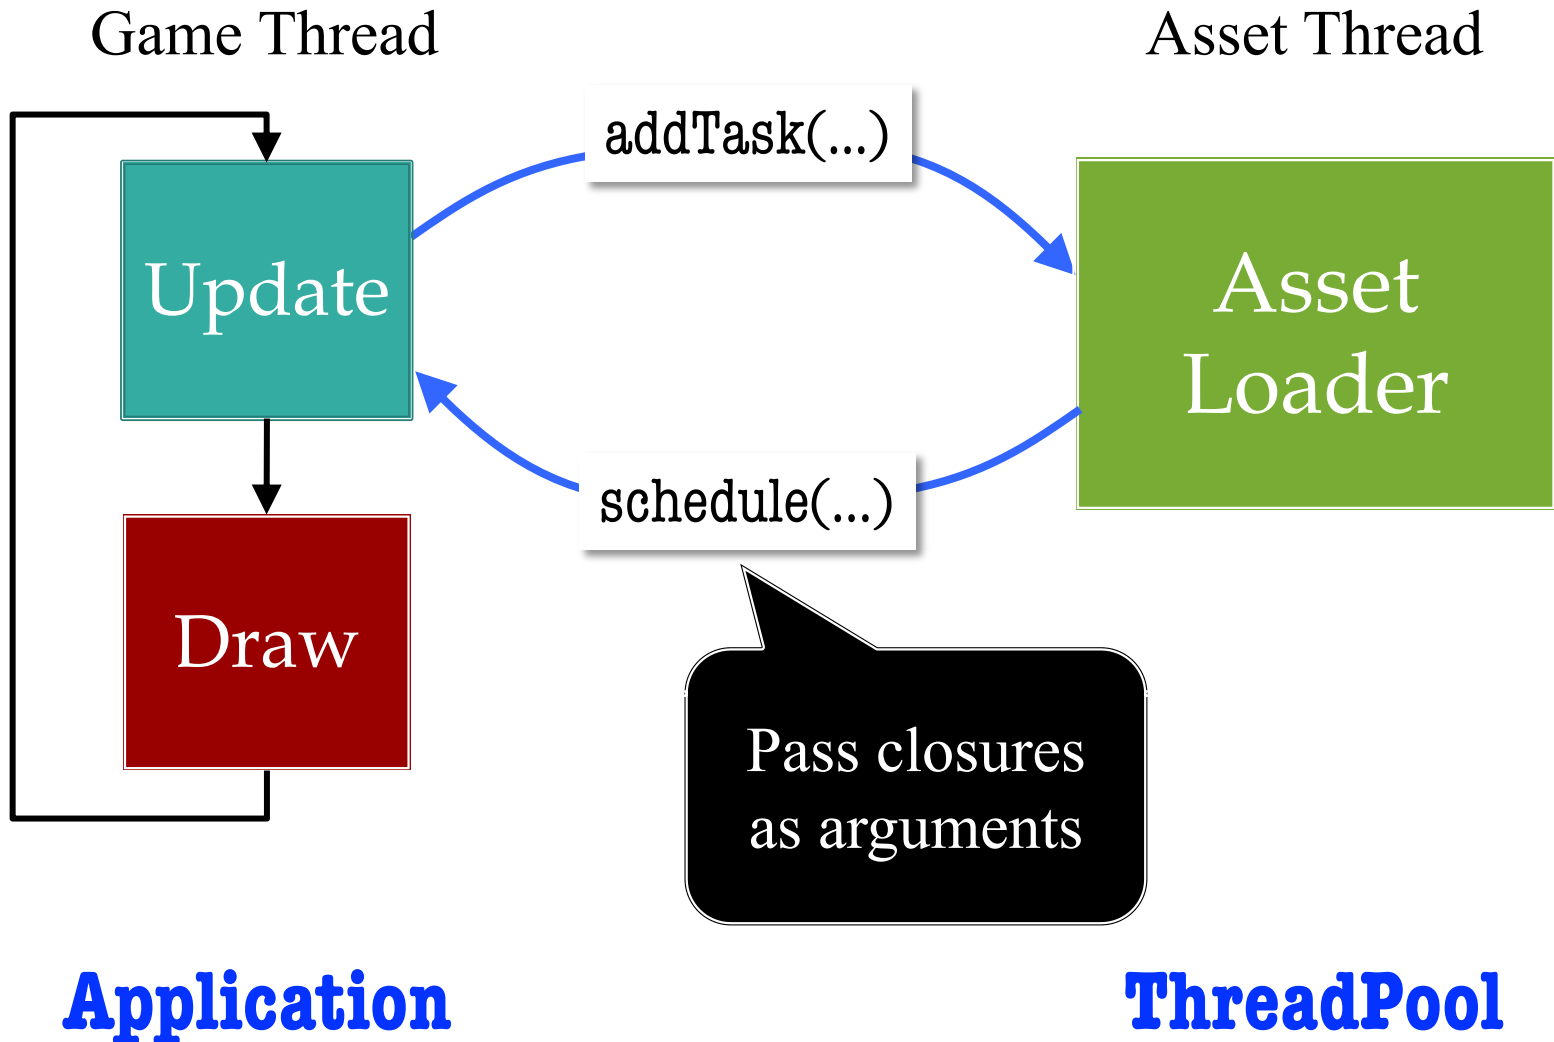 Game Thread
Asset Thread
addTask(...)
Update
Asset
Loader
schedule(...)
Draw
Pass closures
as arguments
Application
ThreadPool